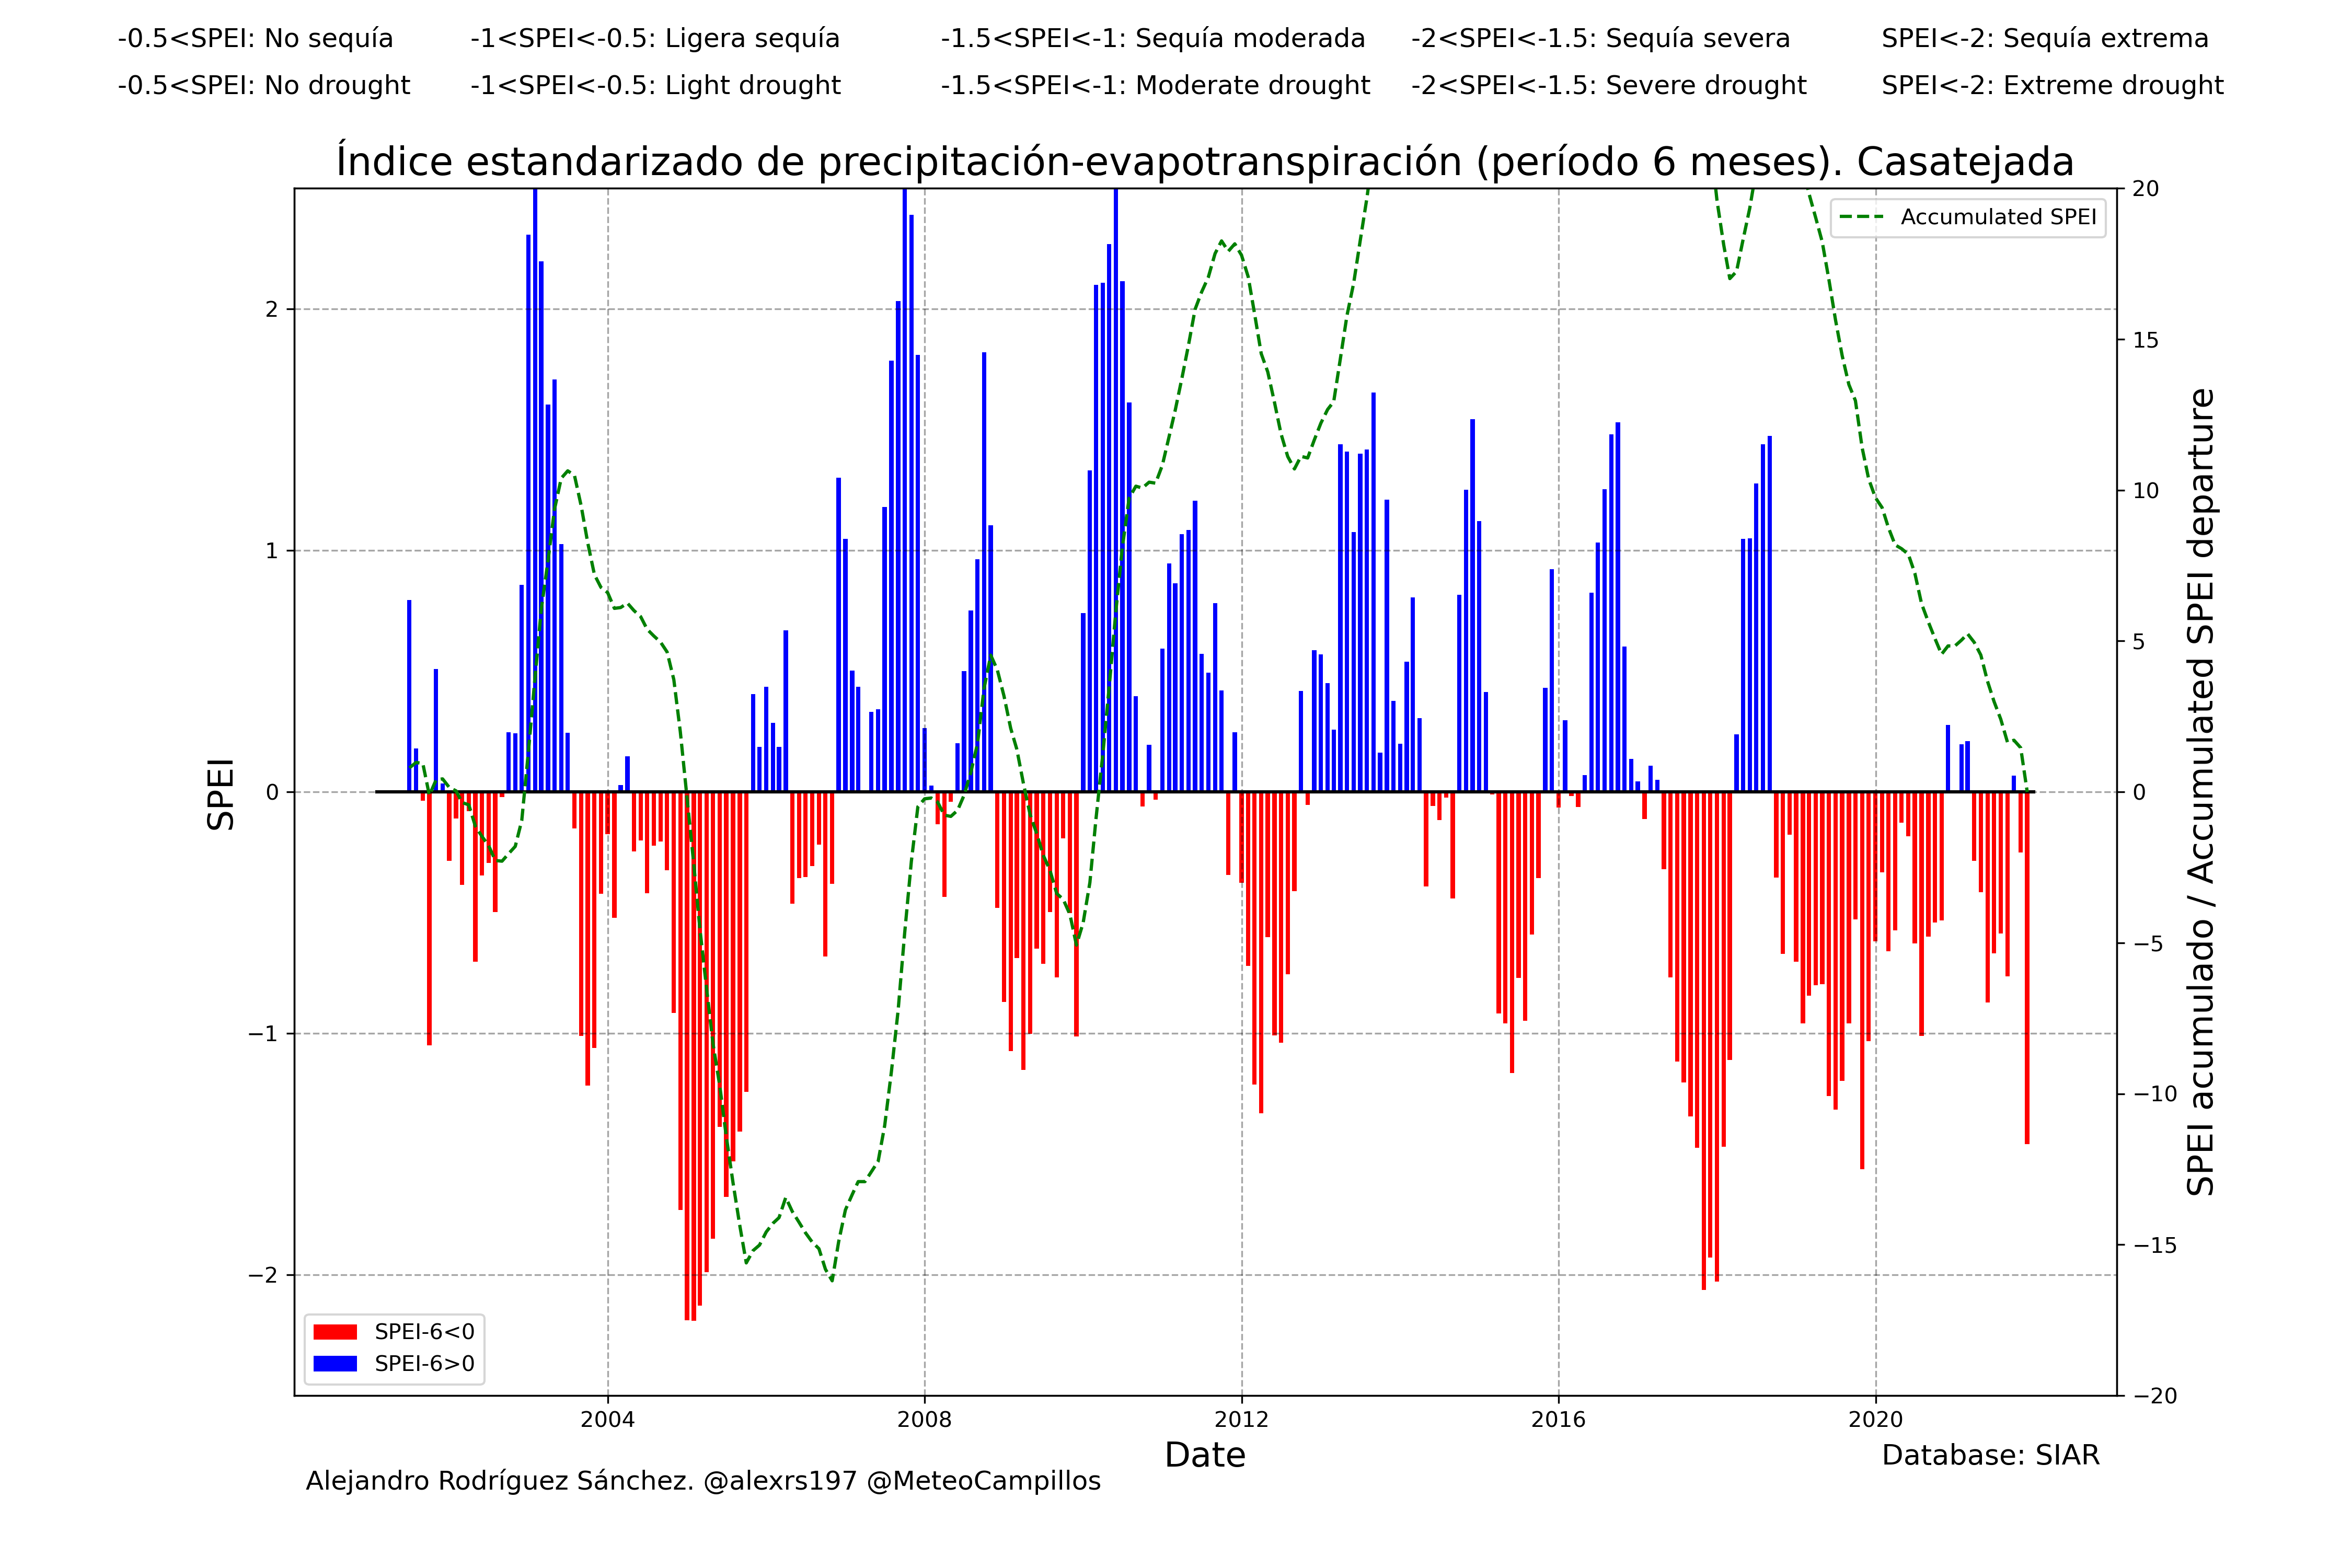 -0.5<SPEI: No sequía -1<SPEI<-0.5: Ligera sequía -1.5<SPEI<-1: Sequía moderada -2<SPEI<-1.5: Sequía severa SPEI<-2: Sequía extrema
-0.5<SPEI: No drought -1<SPEI<-0.5: Light drought -1.5<SPEI<-1: Moderate drought -2<SPEI<-1.5: Severe drought SPEI<-2: Extreme drought
Índice estandarizado de precipitación-evapotranspiración (período 6 meses). Casatejada
Accumulated SPEI
SPEI
2
1
0
−1
−2
20
15
10
5
0
−5
−10
−15
−20
SPEI acumulado / Accumulated SPEI departure
SPEI-6<0
SPEI-6>0
2004 2008 2012 2016 2020
Date
Database: SIAR
Alejandro Rodríguez Sánchez. @alexrs197 @MeteoCampillos